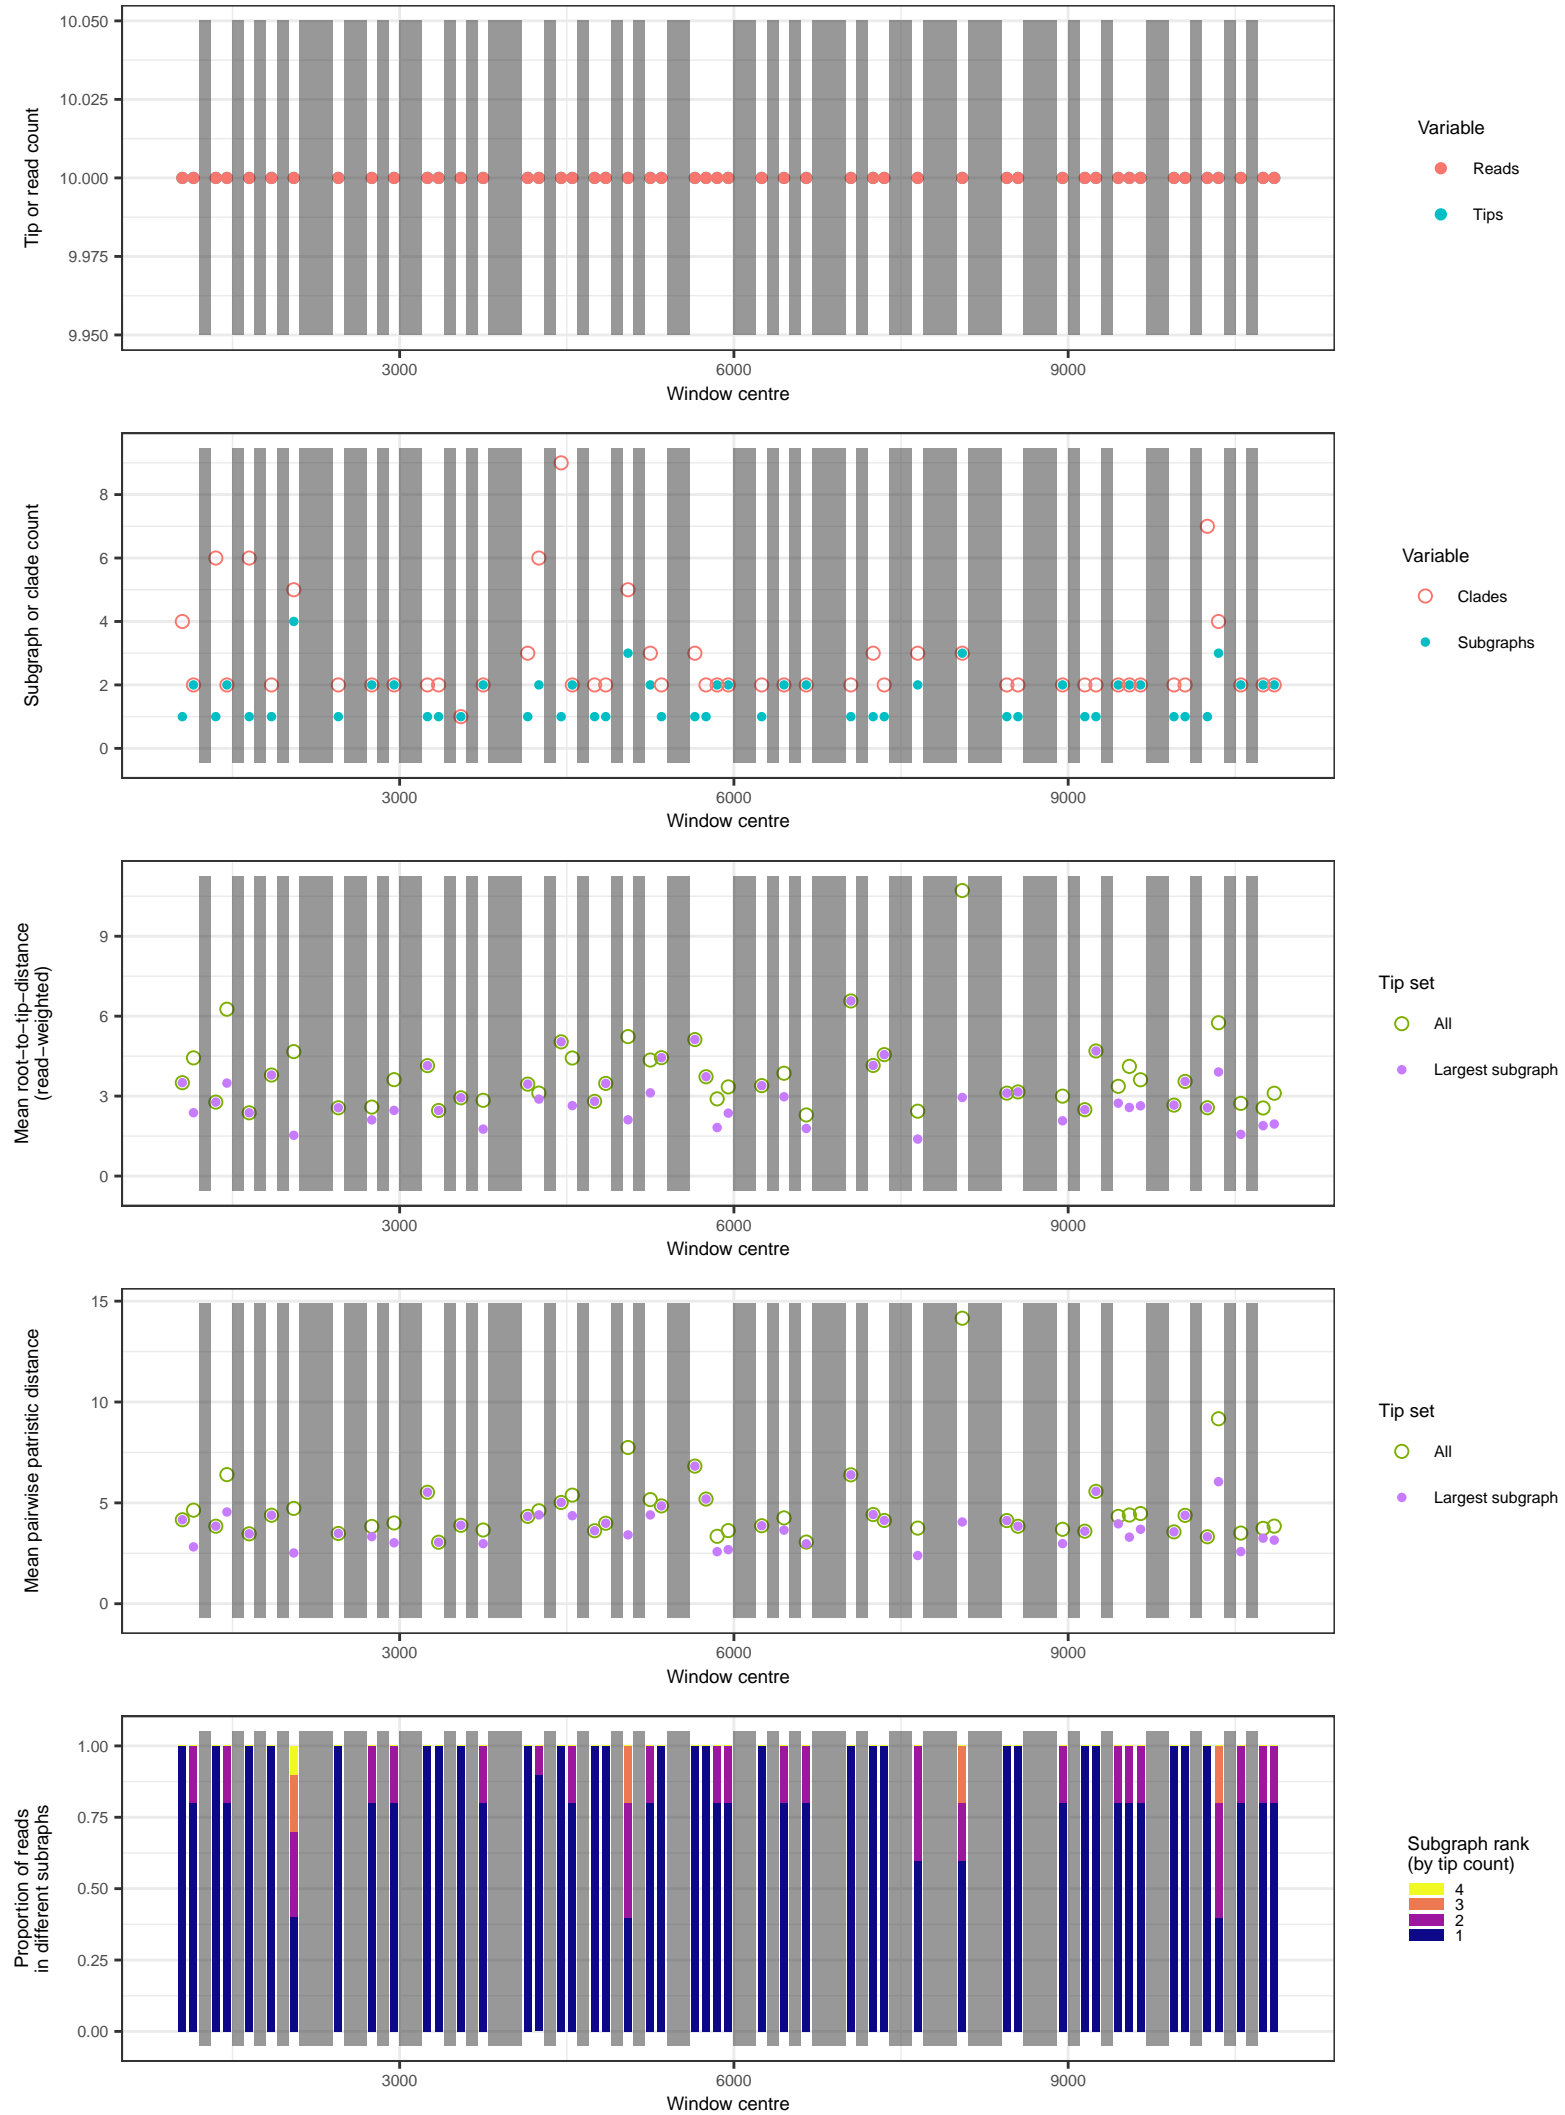 10.050
10.025
10.000
9.975
9.950
Tip or read count
3000
6000
9000
Window centre
Variable
Reads
Tips
8
6
4
2
0
Subgraph or clade count
3000
6000
9000
Window centre
Variable
Clades
Subgraphs
9
6
3
0
Mean root−to−tip−distance
(read−weighted)
3000
6000
9000
Window centre
Tip set
All
Largest subgraph
15
10
5
0
Mean pairwise patristic distance
3000
6000
9000
Window centre
Tip set
All
Largest subgraph
1.00
0.75
0.50
0.25
0.00
Proportion of reads
in different subraphs
3000
6000
9000
Window centre
Subgraph rank
(by tip count)
4
3
2
1